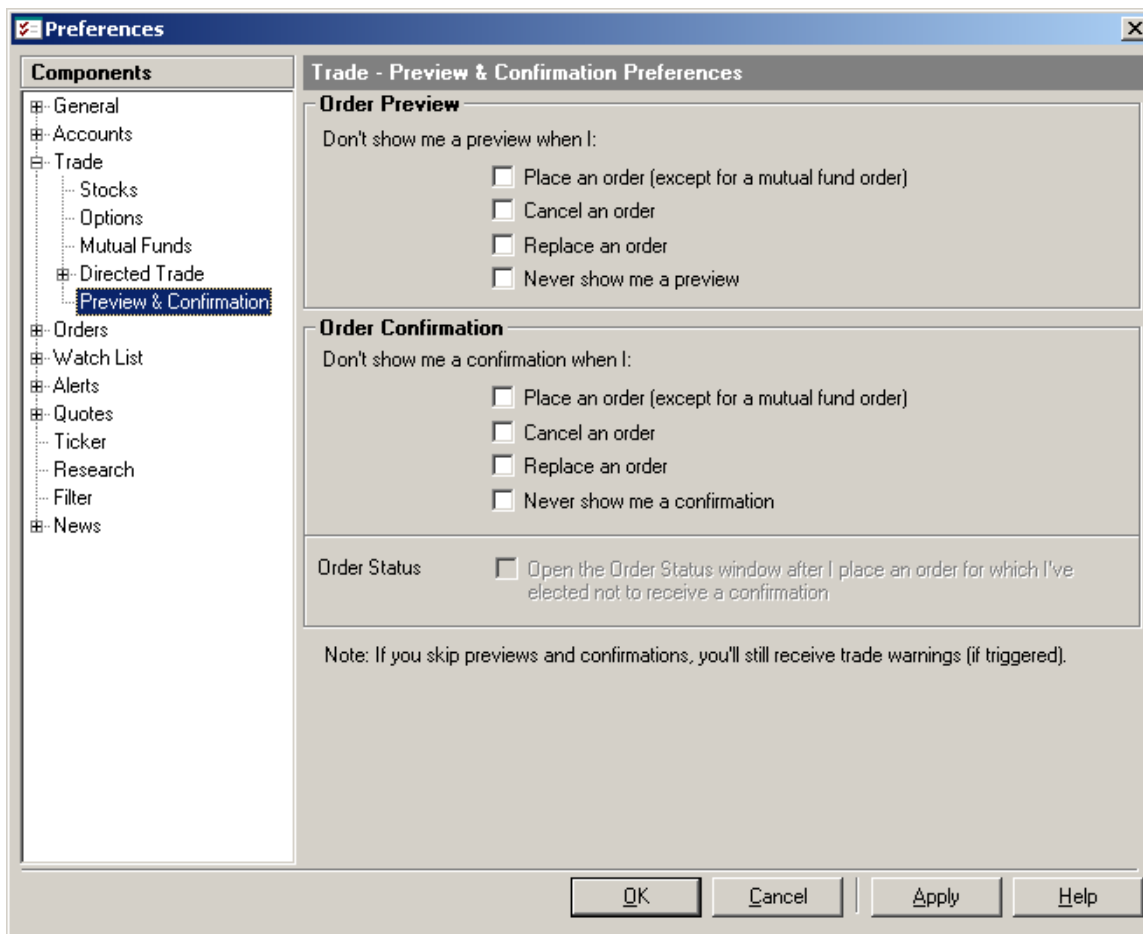 Preferences
Components
General
Accounts
Trade
Stocks
Options
Mutual Funds
Directed Trade
Preview & Confirmation
Orders
Watch List
Alerts
Quotes
Ticker
Research
Filter
News
Trade - Preview & Confirmation Preferences
Order Preview
Don't show me a preview when I:
Place an order (except for a mutual fund order)
Cancel an order
Replace an order
Never show me a preview
Order Confirmation
Don't show me a confirmation when I:
Place an order (except for a mutual fund order)
Cancel an order
Replace an order
Never show me a confirmation
Order Status
Open the Order Status window after I place an order for which I've
elected not to receive a confirmation
Note: If you skip previews and confirmations, you'll still receive trade warnings (if triggered).
OK
Cancel
Apply
Help